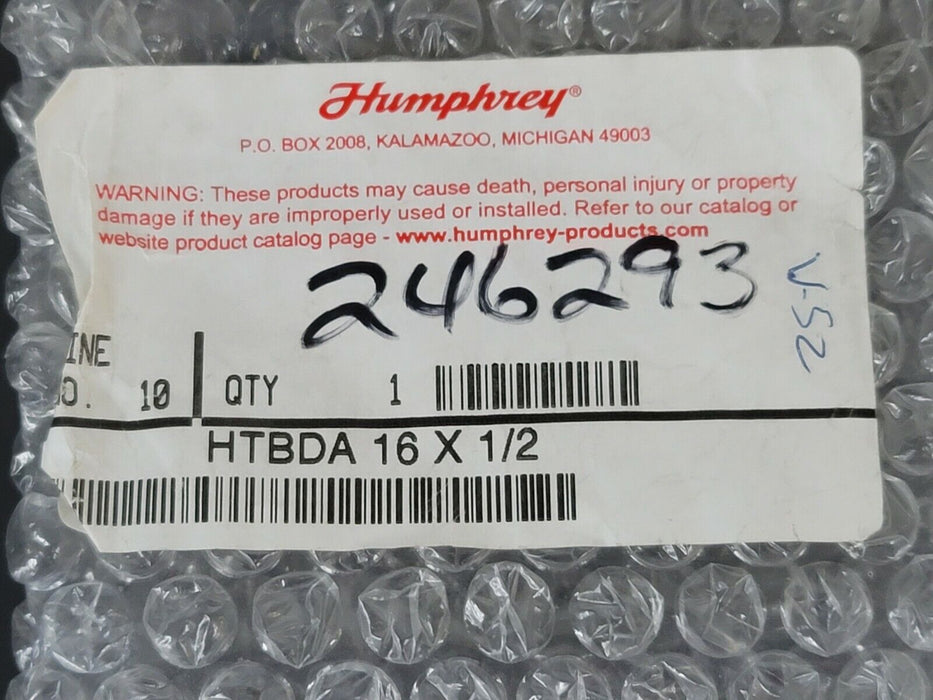 Humphrey®
P.O. BOX 2008, KALAMAZOO, MICHIGAN 49003
WARNING: These products may cause death, personal injury or property
damage if they are improperly used or installed. Refer to our catalog or
website product catalog page - www.humphrey-products.com
246293
INE
O. 10 QTY 1
HTBDA 16 X 1/2